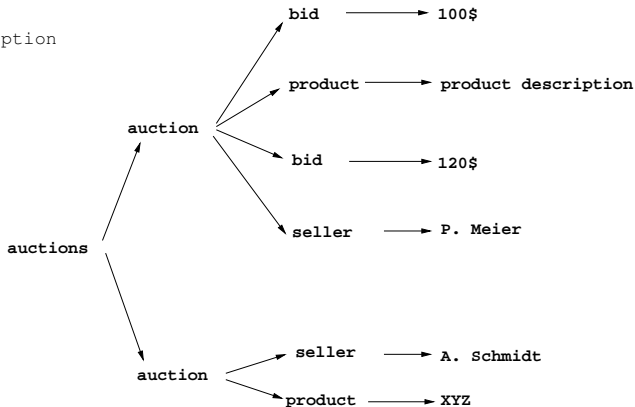 bid 100$
ption
product product description
auction
bid 120$
seller P. Meier
auctions
seller A. Schmidt
auction
product XYZ